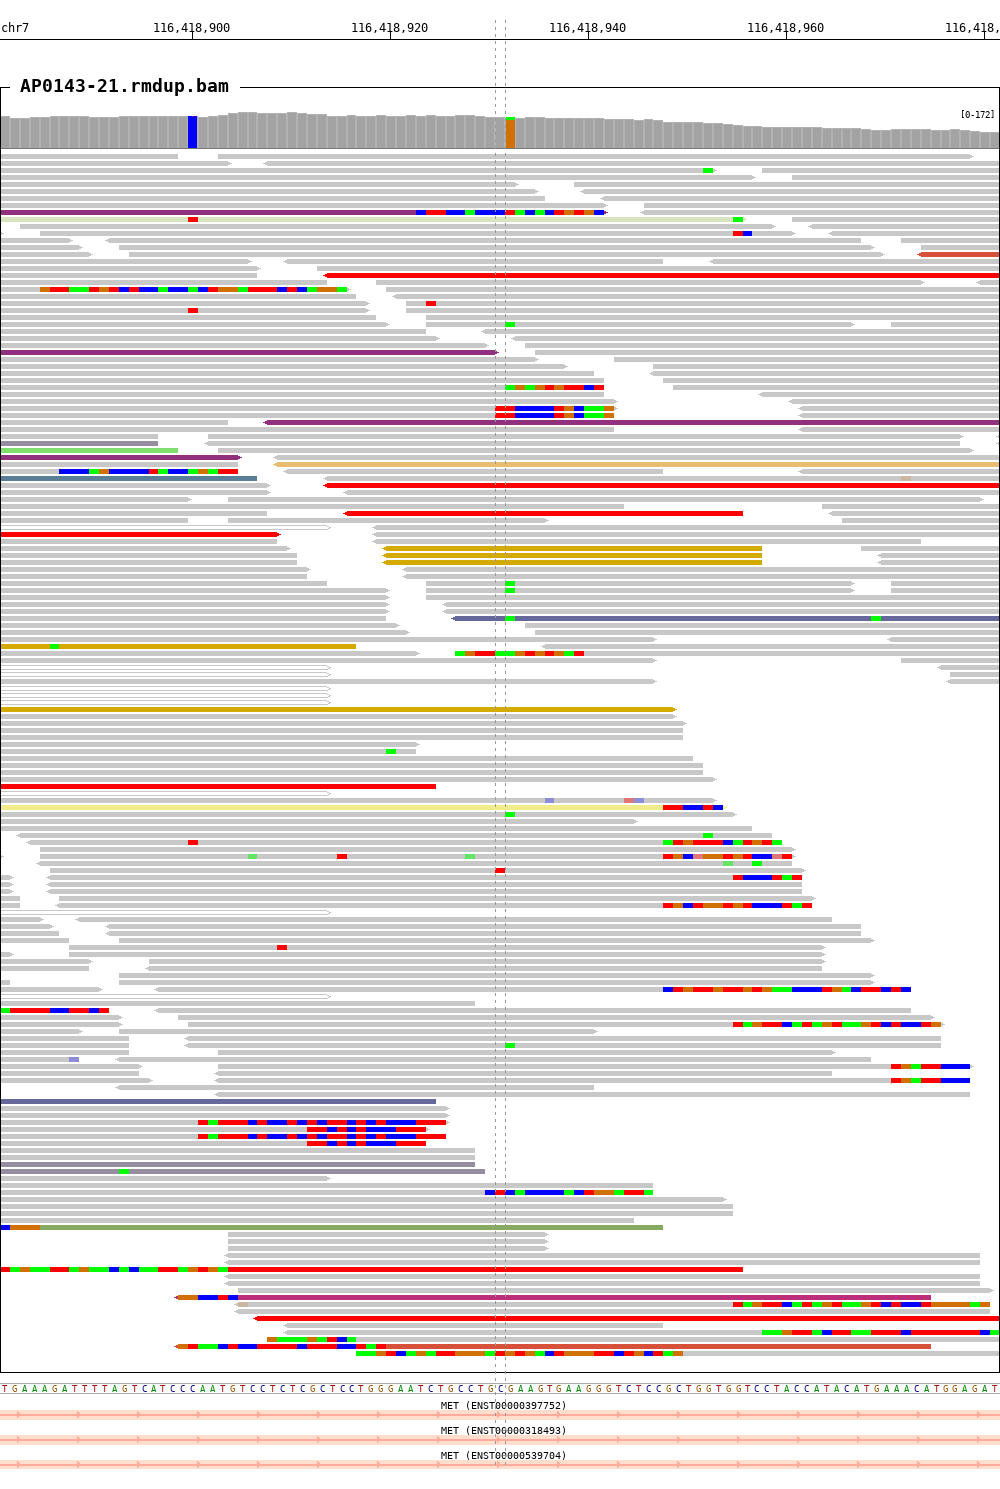 chr7 116,418,900 116,418,920 116,418,940 116,418,960 116,418,
AP0143-21.rmdup.bam
[0-172]
TGAAAGATTTTAGTCATCCCAATGTCCTCTCGCTCCTGGGAATCTGCCTGCGAAGTGAAGGGTCTCCGCTGGTGGTCCTACCATACATGAAACATGGAGAT
MET (ENST00000397752)
MET (ENST00000318493)
MET (ENST00000539704)